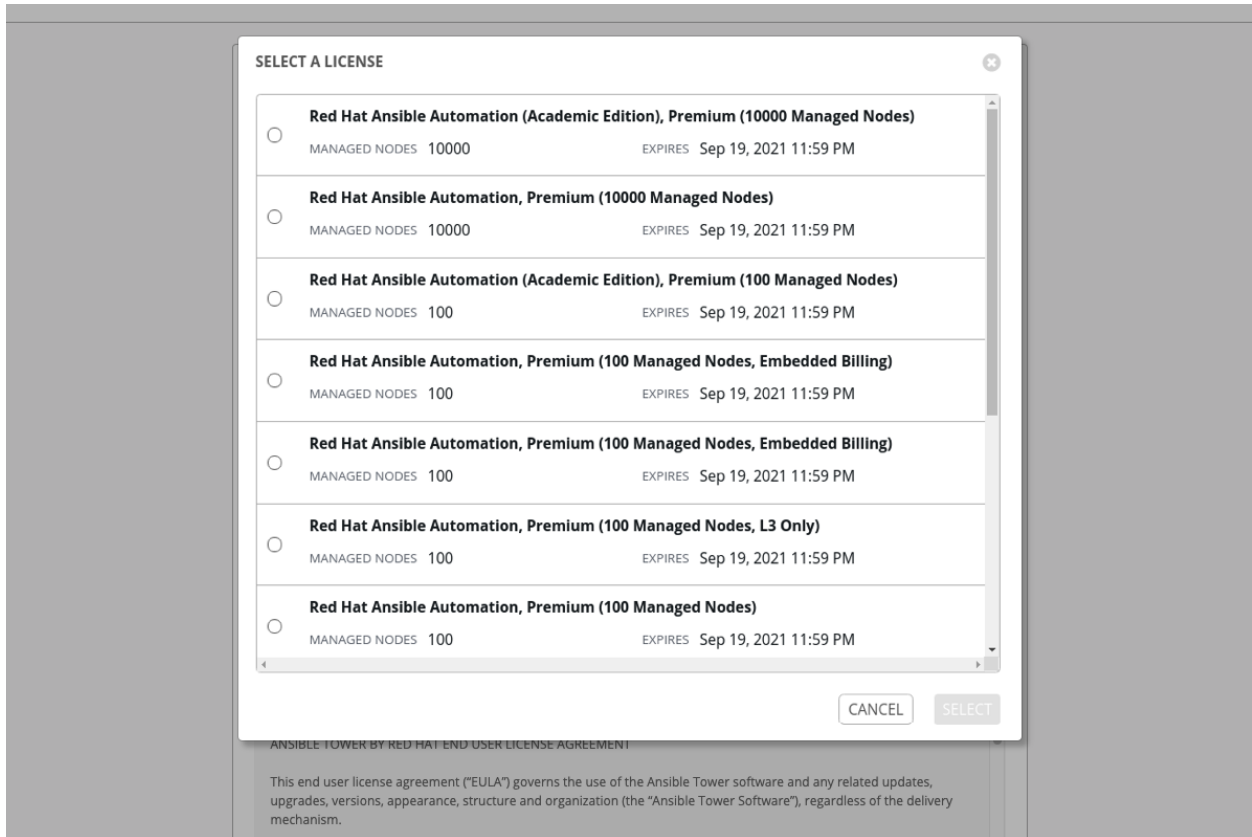 SELECT A LICENSE
Red Hat Ansible Automation (Academic Edition), Premium (10000 Managed Nodes)
MANAGED NODES 10000 EXPIRES Sep 19, 2021 11:59 PM
Red Hat Ansible Automation, Premium (10000 Managed Nodes)
MANAGED NODES 10000 EXPIRES Sep 19, 2021 11:59 PM
Red Hat Ansible Automation (Academic Edition), Premium (100 Managed Nodes)
MANAGED NODES 100 EXPIRES Sep 19, 2021 11:59 PM
Red Hat Ansible Automation, Premium (100 Managed Nodes, Embedded Billing)
MANAGED NODES 100 EXPIRES Sep 19, 2021 11:59 PM
Red Hat Ansible Automation, Premium (100 Managed Nodes, Embedded Billing)
MANAGED NODES 100 EXPIRES Sep 19, 2021 11:59 PM
Red Hat Ansible Automation, Premium (100 Managed Nodes, L3 Only)
MANAGED NODES 100 EXPIRES Sep 19, 2021 11:59 PM
Red Hat Ansible Automation, Premium (100 Managed Nodes)
MANAGED NODES 100 EXPIRES Sep 19, 2021 11:59 PM
CANCEL SELECT
ANSIBLE TOWER BY RED HAT END USER LICENSE AGREEMENT
This end user license agreement (“EULA”) governs the use of the Ansible Tower software and any related updates,
upgrades, versions, appearance, structure and organization (the “Ansible Tower Software”), regardless of the delivery
mechanism.